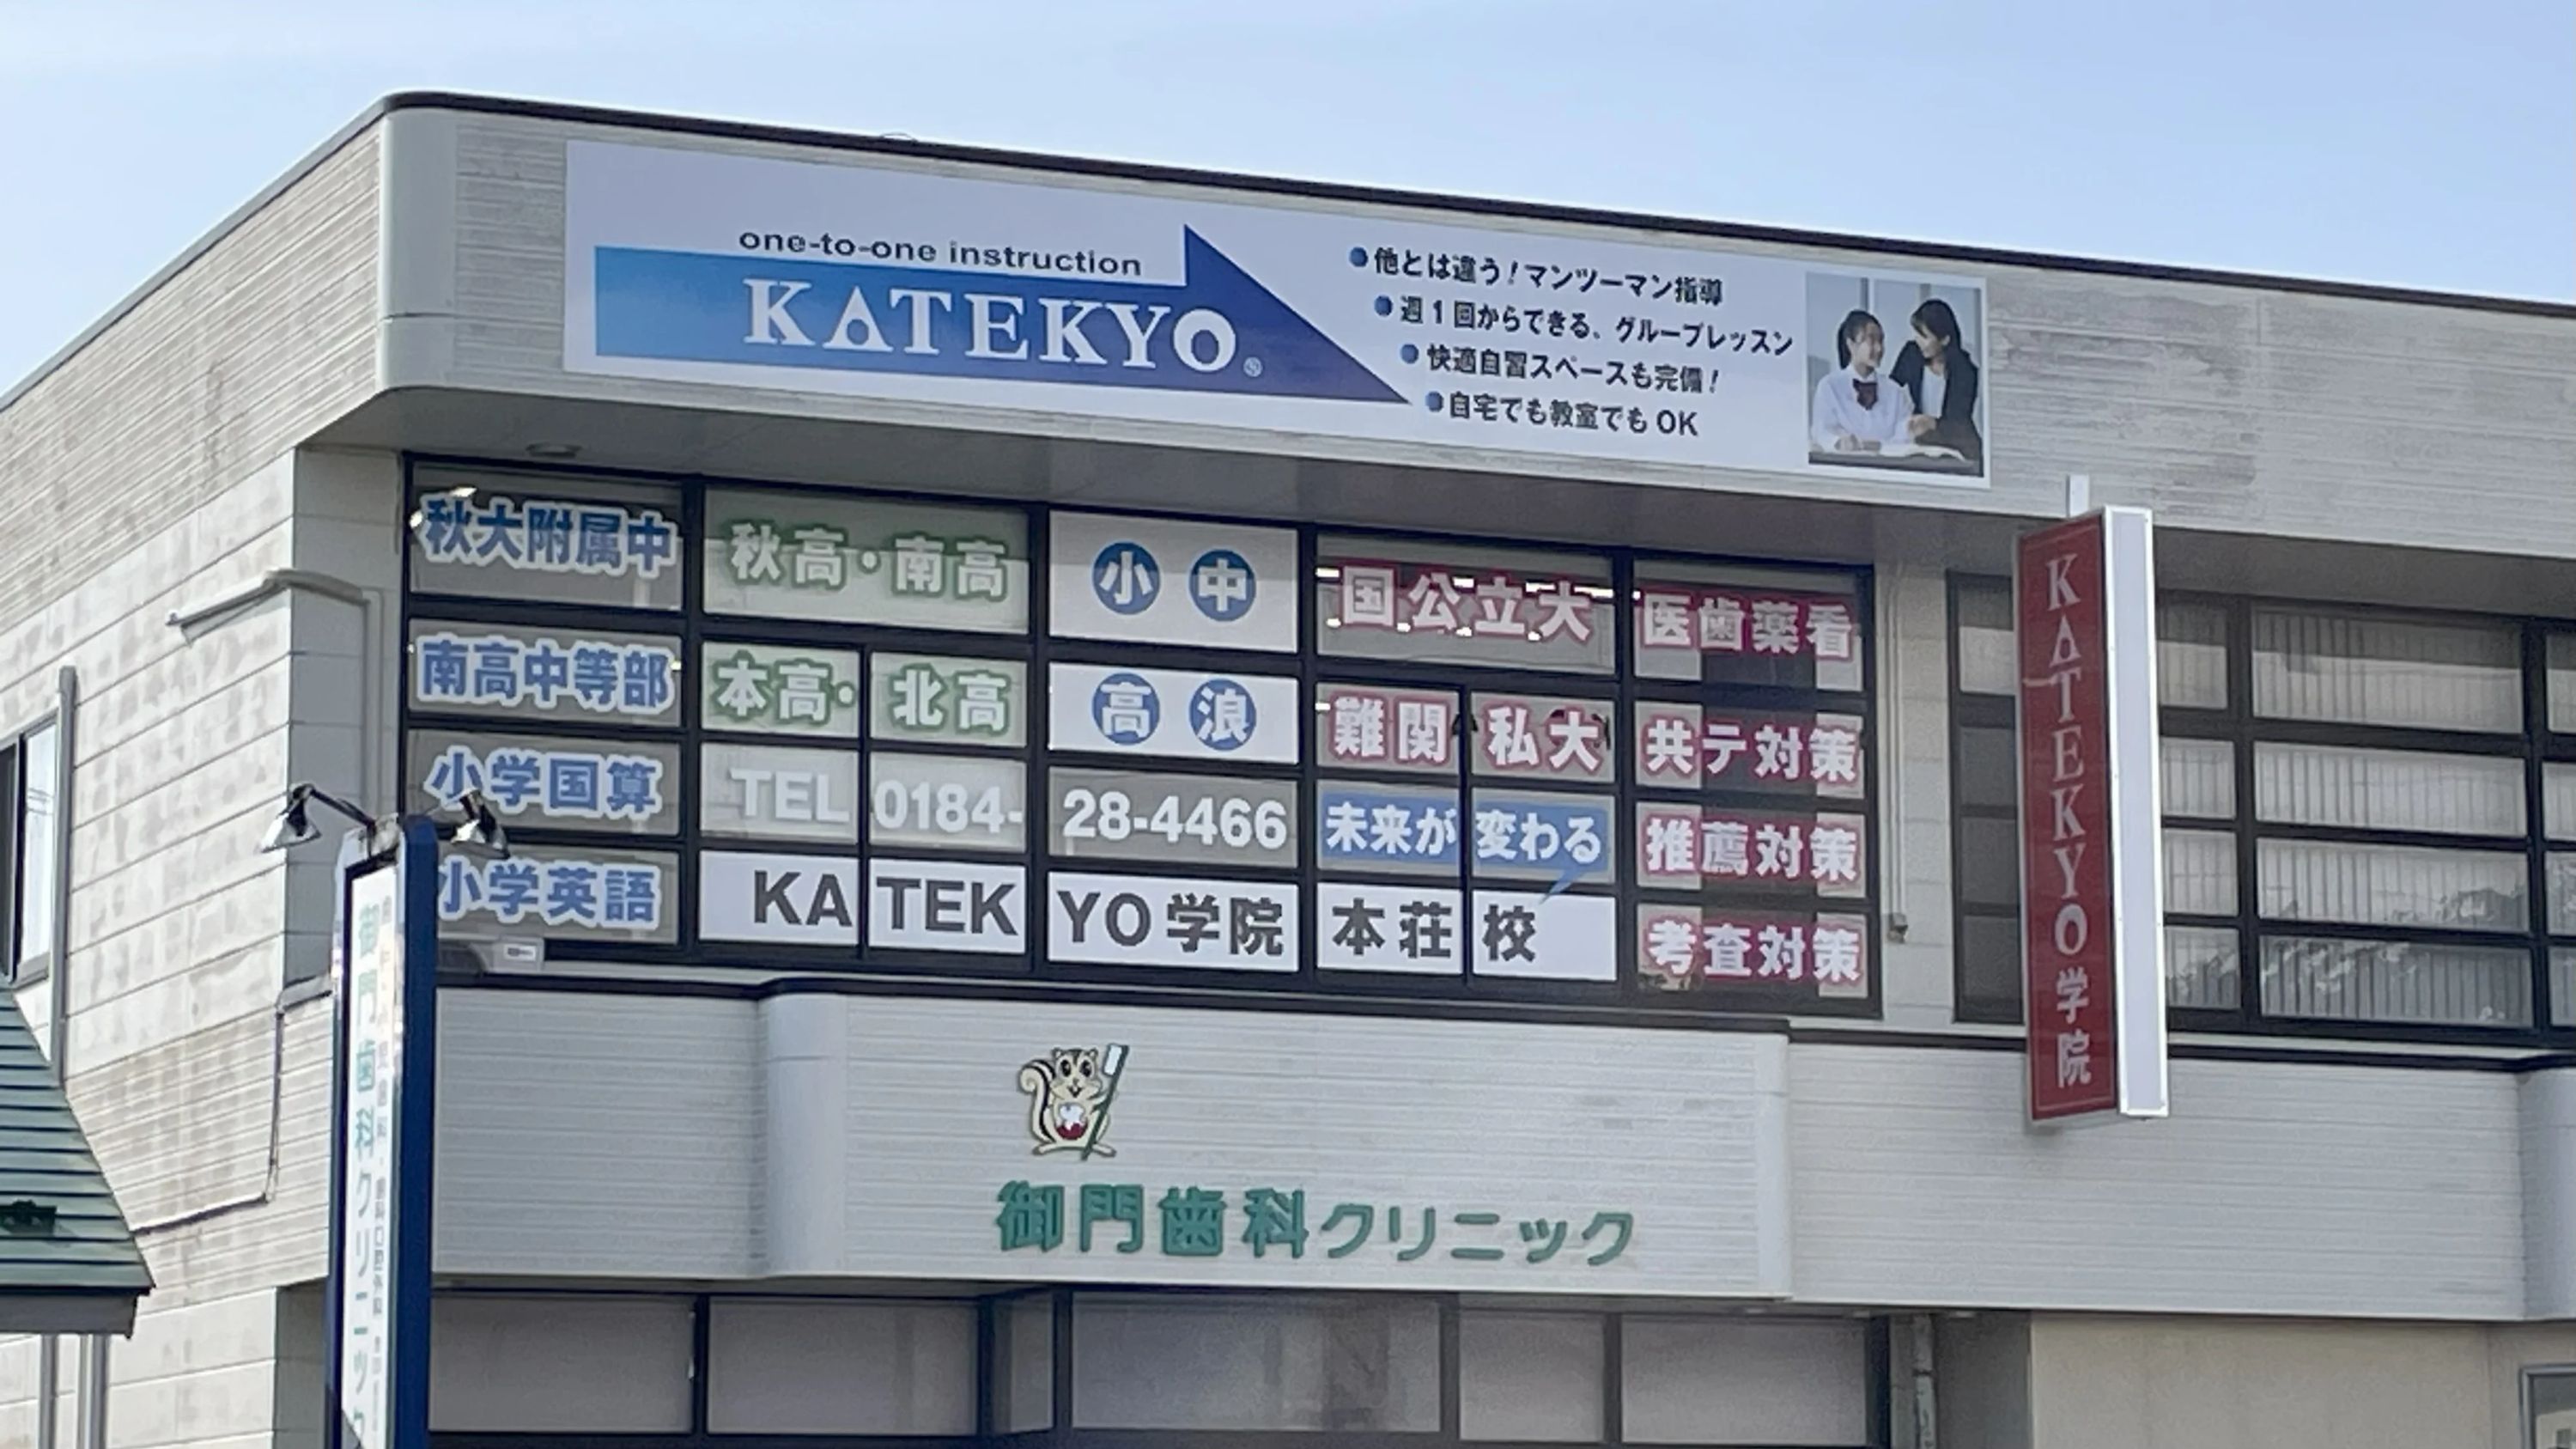 one-to-one instruction
KATEKYO®
●他とは違う!マンツーマン指導
●週1回からできる、グループレッスン
●快適自習スペースも完備!
●自宅でも教室でもOK
秋大附属中
南高中等部
小学国算
小学英語
秋高・南高
本高・北高
小 中
高 浪
国公立大
難関私大
未来が変わる
医歯薬看
共テ対策
推薦対策
考査対策
TEL 0184-28-4466
KATEKYO学院 本荘校
KATEKYO学院
御門歯科クリニック
御門歯科クリニック